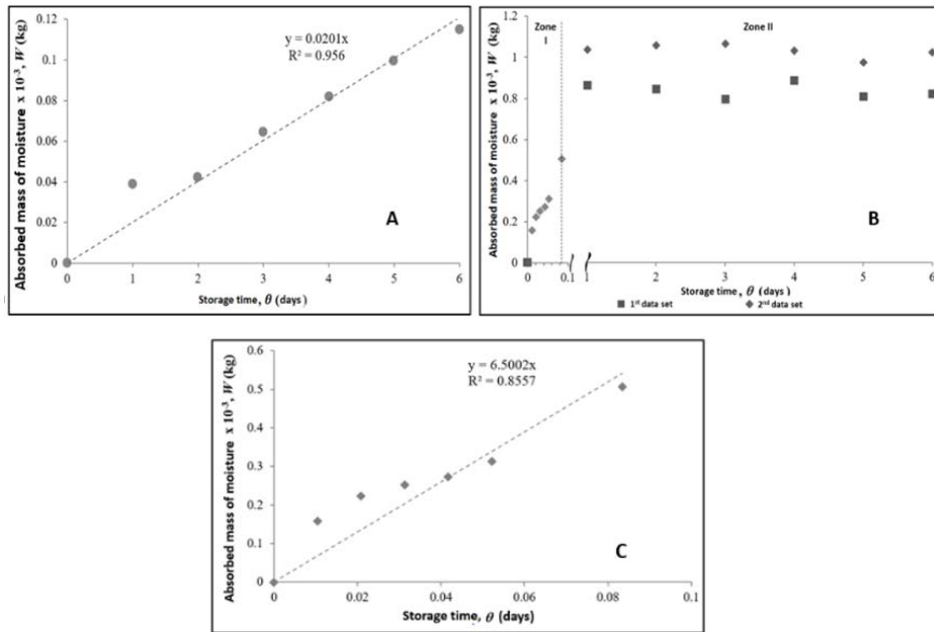 0.12
0.1
0.08
0.06
0.04
0.02
0
Absorbed mass of moisture x 10⁻³, W (kg)
y = 0.0201x
R² = 0.956
A
0 1 2 3 4 5 6
Storage time, θ (days)
1.2
1
0.8
0.6
0.4
0.2
0
Absorbed mass of moisture x 10⁻³, W (kg)
Zone
I
Zone II
B
0 0.1 1 2 3 4 5 6
Storage time, θ (days)
1ˢᵗ data set 2ⁿᵈ data set
0.6
0.5
0.4
0.3
0.2
0.1
0
Absorbed mass of moisture x 10⁻³, W (kg)
y = 6.5002x
R² = 0.8557
C
0 0.02 0.04 0.06 0.08 0.1
Storage time, θ (days)